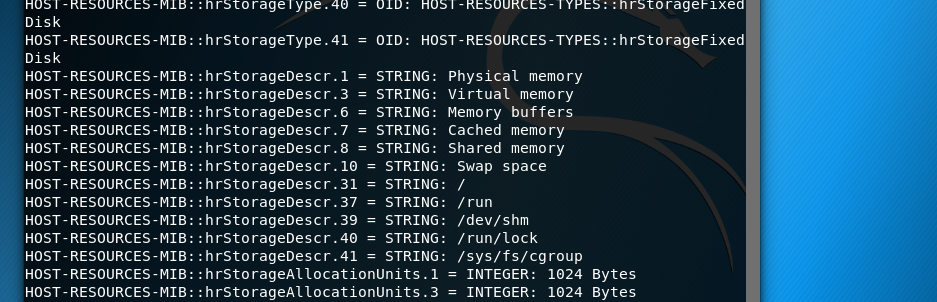 HOST-RESOURCES-MIB::hrStorageType.40 = OID: HOST-RESOURCES-TYPES::hrStorageFixed
Disk
HOST-RESOURCES-MIB::hrStorageType.41 = OID: HOST-RESOURCES-TYPES::hrStorageFixed
Disk
HOST-RESOURCES-MIB::hrStorageDescr.1 = STRING: Physical memory
HOST-RESOURCES-MIB::hrStorageDescr.3 = STRING: Virtual memory
HOST-RESOURCES-MIB::hrStorageDescr.6 = STRING: Memory buffers
HOST-RESOURCES-MIB::hrStorageDescr.7 = STRING: Cached memory
HOST-RESOURCES-MIB::hrStorageDescr.8 = STRING: Shared memory
HOST-RESOURCES-MIB::hrStorageDescr.10 = STRING: Swap space
HOST-RESOURCES-MIB::hrStorageDescr.31 = STRING: /
HOST-RESOURCES-MIB::hrStorageDescr.37 = STRING: /run
HOST-RESOURCES-MIB::hrStorageDescr.39 = STRING: /dev/shm
HOST-RESOURCES-MIB::hrStorageDescr.40 = STRING: /run/lock
HOST-RESOURCES-MIB::hrStorageDescr.41 = STRING: /sys/fs/cgroup
HOST-RESOURCES-MIB::hrStorageAllocationUnits.1 = INTEGER: 1024 Bytes
HOST-RESOURCES-MIB::hrStorageAllocationUnits.3 = INTEGER: 1024 Bytes